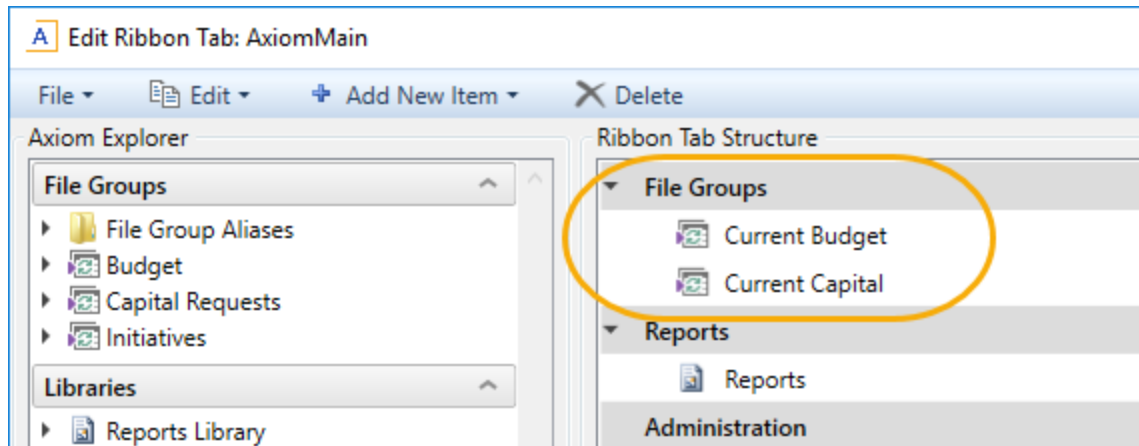 A Edit Ribbon Tab: AxiomMain
File Edit Add New Item Delete
Axiom Explorer
File Groups
File Group Aliases
Budget
Capital Requests
Initiatives
Libraries
Reports Library
Ribbon Tab Structure
File Groups
Current Budget
Current Capital
Reports
Reports
Administration